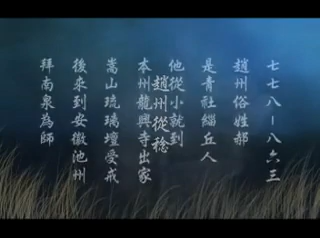 七七八-八六三
趙州俗姓郝
是青社緇丘人
趙州從稔
他從小就到
本州龍興寺出家
嵩山琉璃壇受戒
後來到安徽池州
拜南泉為師